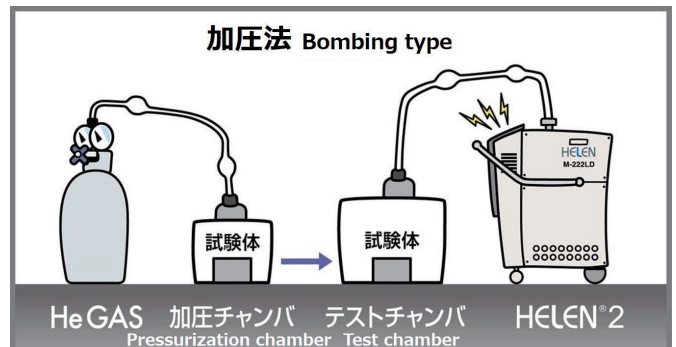 加圧法 Bombing type
HELEN
M-222LD
試験体
試験体
He GAS 加圧チャンバ テストチャンバ HELEN®2
Pressurization chamber Test chamber